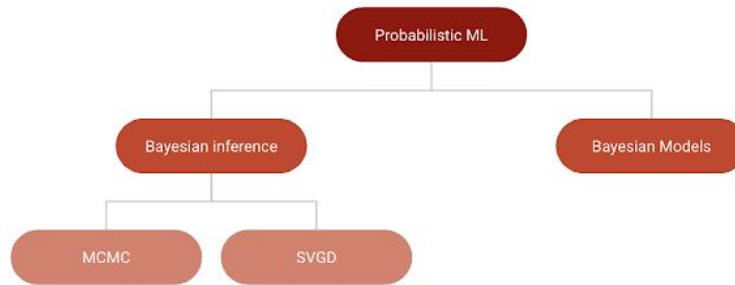 Probabilistic ML
Bayesian inference
Bayesian Models
MCMC
SVGD